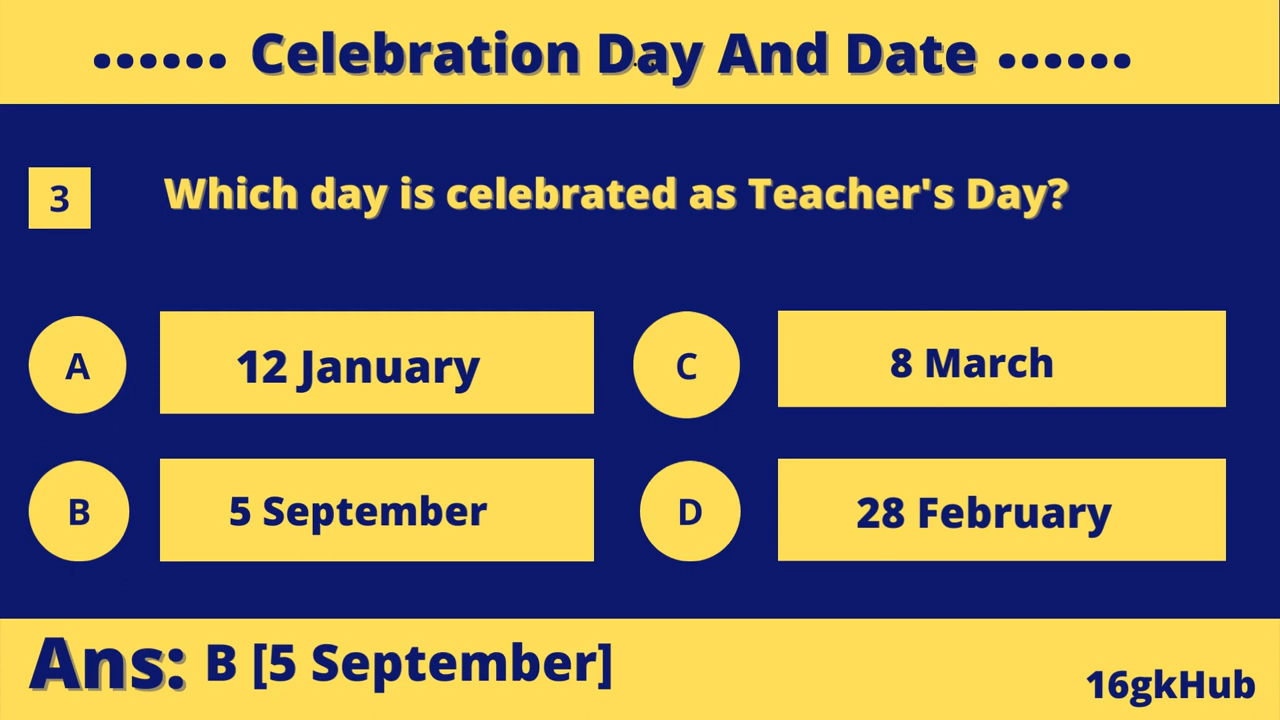 ...... Celebration Day And Date ......
3 Which day is celebrated as Teacher's Day?
A 12 January
C 8 March
B 5 September
D 28 February
Ans: B [5 September]
16gkHub